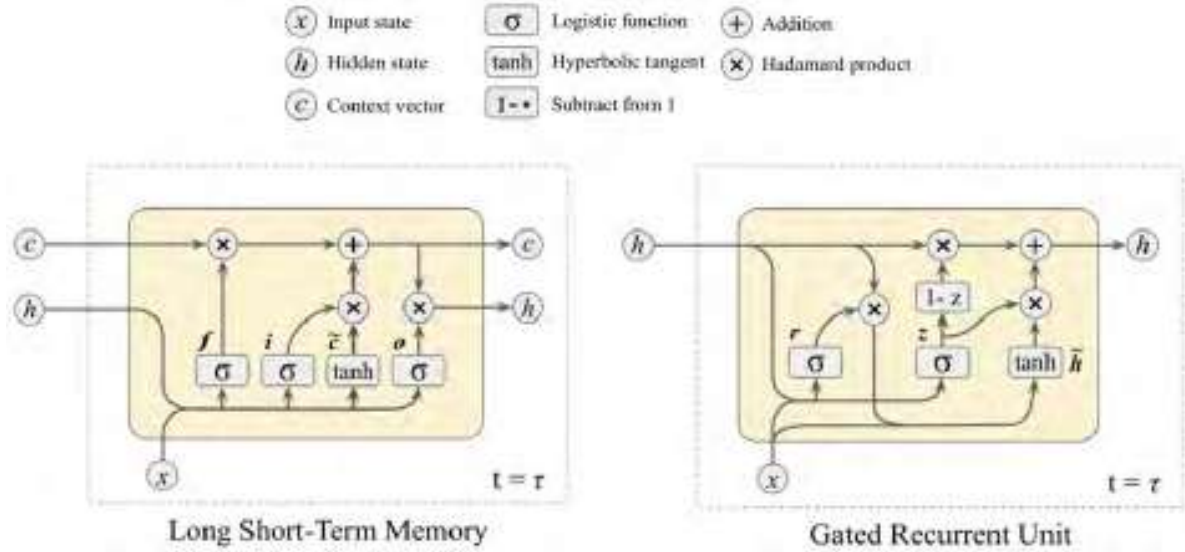 x Input state
σ Logistic function
+ Addition
h Hidden state
tanh Hyperbolic tangent
× Hadamard product
c Context vector
1-• Subtract from 1
c
×
+
c
h
×
×
h
f
i
c̃
o
σ
σ
tanh
σ
x
t = τ
Long Short-Term Memory
h
×
+
h
1- z
×
×
r
z
σ
σ
tanh
h̃
x
t = τ
Gated Recurrent Unit